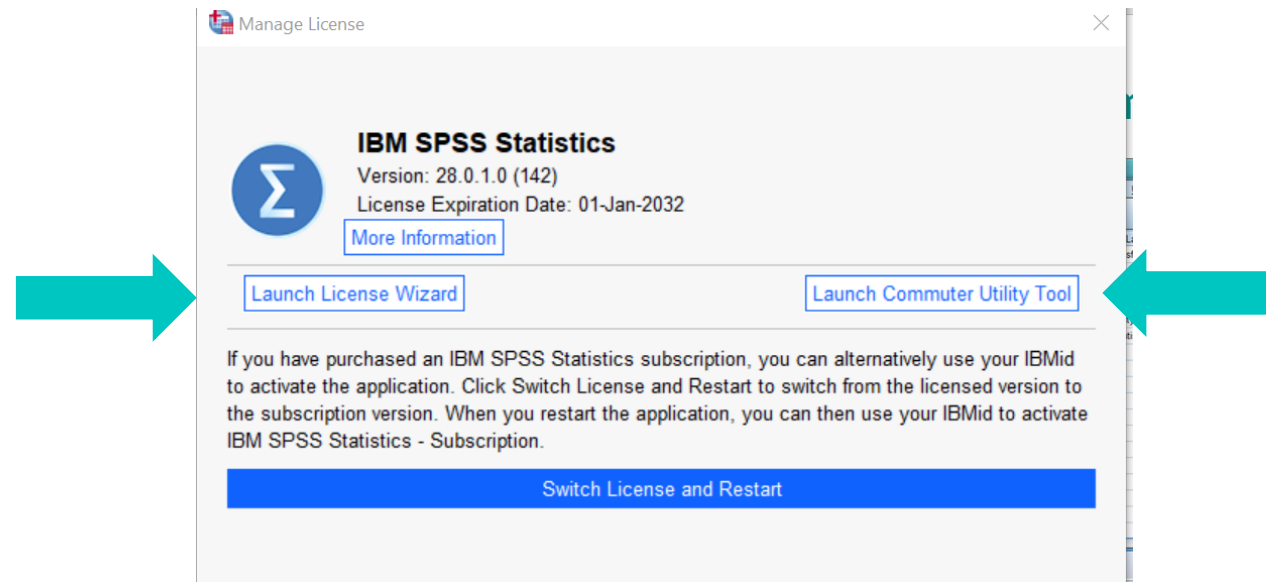 Manage License
IBM SPSS Statistics
Version: 28.0.1.0 (142)
License Expiration Date: 01-Jan-2032
More Information
Launch License Wizard
Launch Commuter Utility Tool
If you have purchased an IBM SPSS Statistics subscription, you can alternatively use your IBMid
to activate the application. Click Switch License and Restart to switch from the licensed version to
the subscription version. When you restart the application, you can then use your IBMid to activate
IBM SPSS Statistics - Subscription.
Switch License and Restart